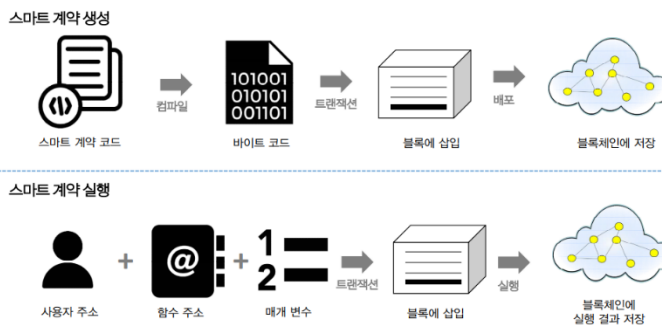 스마트 계약 생성
101001
010101
001101
컴파일
트랜잭션
배포
스마트 계약 코드
바이트 코드
블록에 삽입
블록체인에 저장
스마트 계약 실행
@
1
2
+
+
트랜잭션
실행
사용자 주소
함수 주소
매개 변수
블록에 삽입
블록체인에
실행 결과 저장